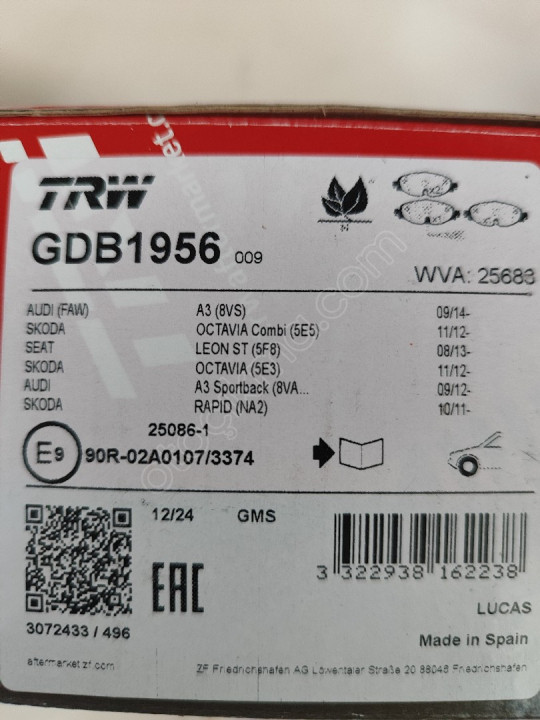 TRW
GDB1956 009
WVA: 25683
AUDI (FAW) A3 (8VS) 09/14-
SKODA OCTAVIA Combi (5E5) 11/12-
SEAT LEON ST (5F8) 08/13-
SKODA OCTAVIA (5E3) 11/12-
AUDI A3 Sportback (8VA... 09/12-
SKODA RAPID (NA2) 10/11-
25086-1
E9 90R-02A0107/3374
12/24 GMS
EAC
3 322938 162238
3072433 / 496
LUCAS
Made in Spain
aftermarket.zf.com
ZF Friedrichshafen AG Löwentaler Straße 20 88046 Friedrichshafen